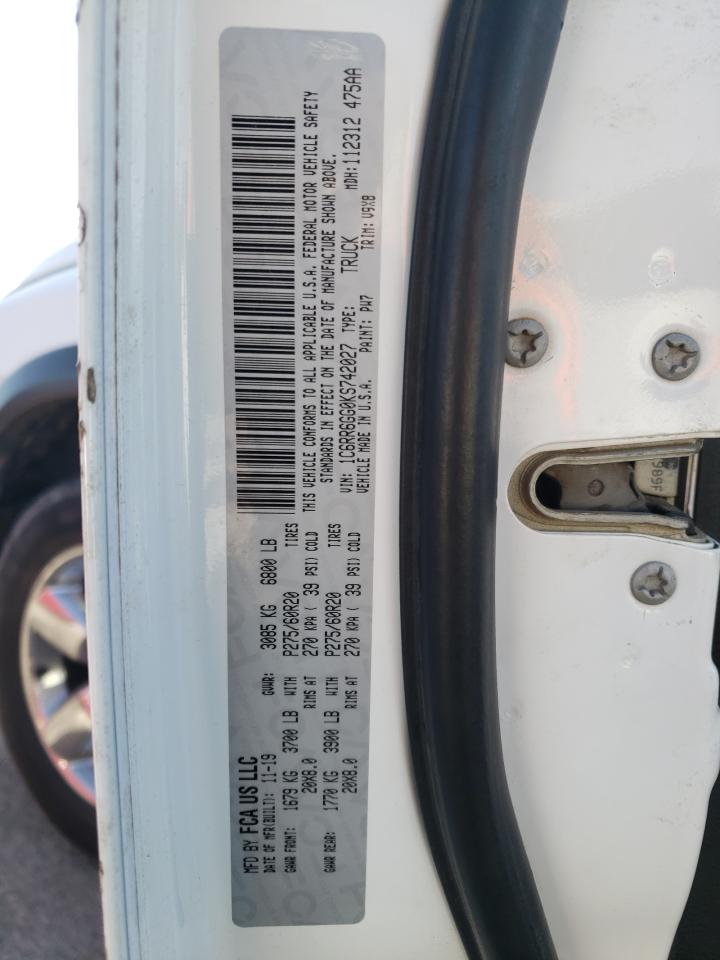 MFD BY FCA US LLC
DATE OF MFR(BUILT): 11-19 GVWR: 3085 KG 6800 LB
GAWR FRONT: 1679 KG 3700 LB WITH P275/60R20 TIRES
20X8.0 RIMS AT 270 KPA ( 39 PSI) COLD
GAWR REAR: 1770 KG 3900 LB WITH P275/60R20 TIRES
20X8.0 RIMS AT 270 KPA ( 39 PSI) COLD
THIS VEHICLE CONFORMS TO ALL APPLICABLE U.S.A. FEDERAL MOTOR VEHICLE SAFETY
STANDARDS IN EFFECT ON THE DATE OF MANUFACTURE SHOWN ABOVE.
VIN: 1C6RR6GG0KS742027 TYPE: TRUCK MDH: 112312 475AA
VEHICLE MADE IN U.S.A. PAINT: PW7 TRIM: V9X8
989F